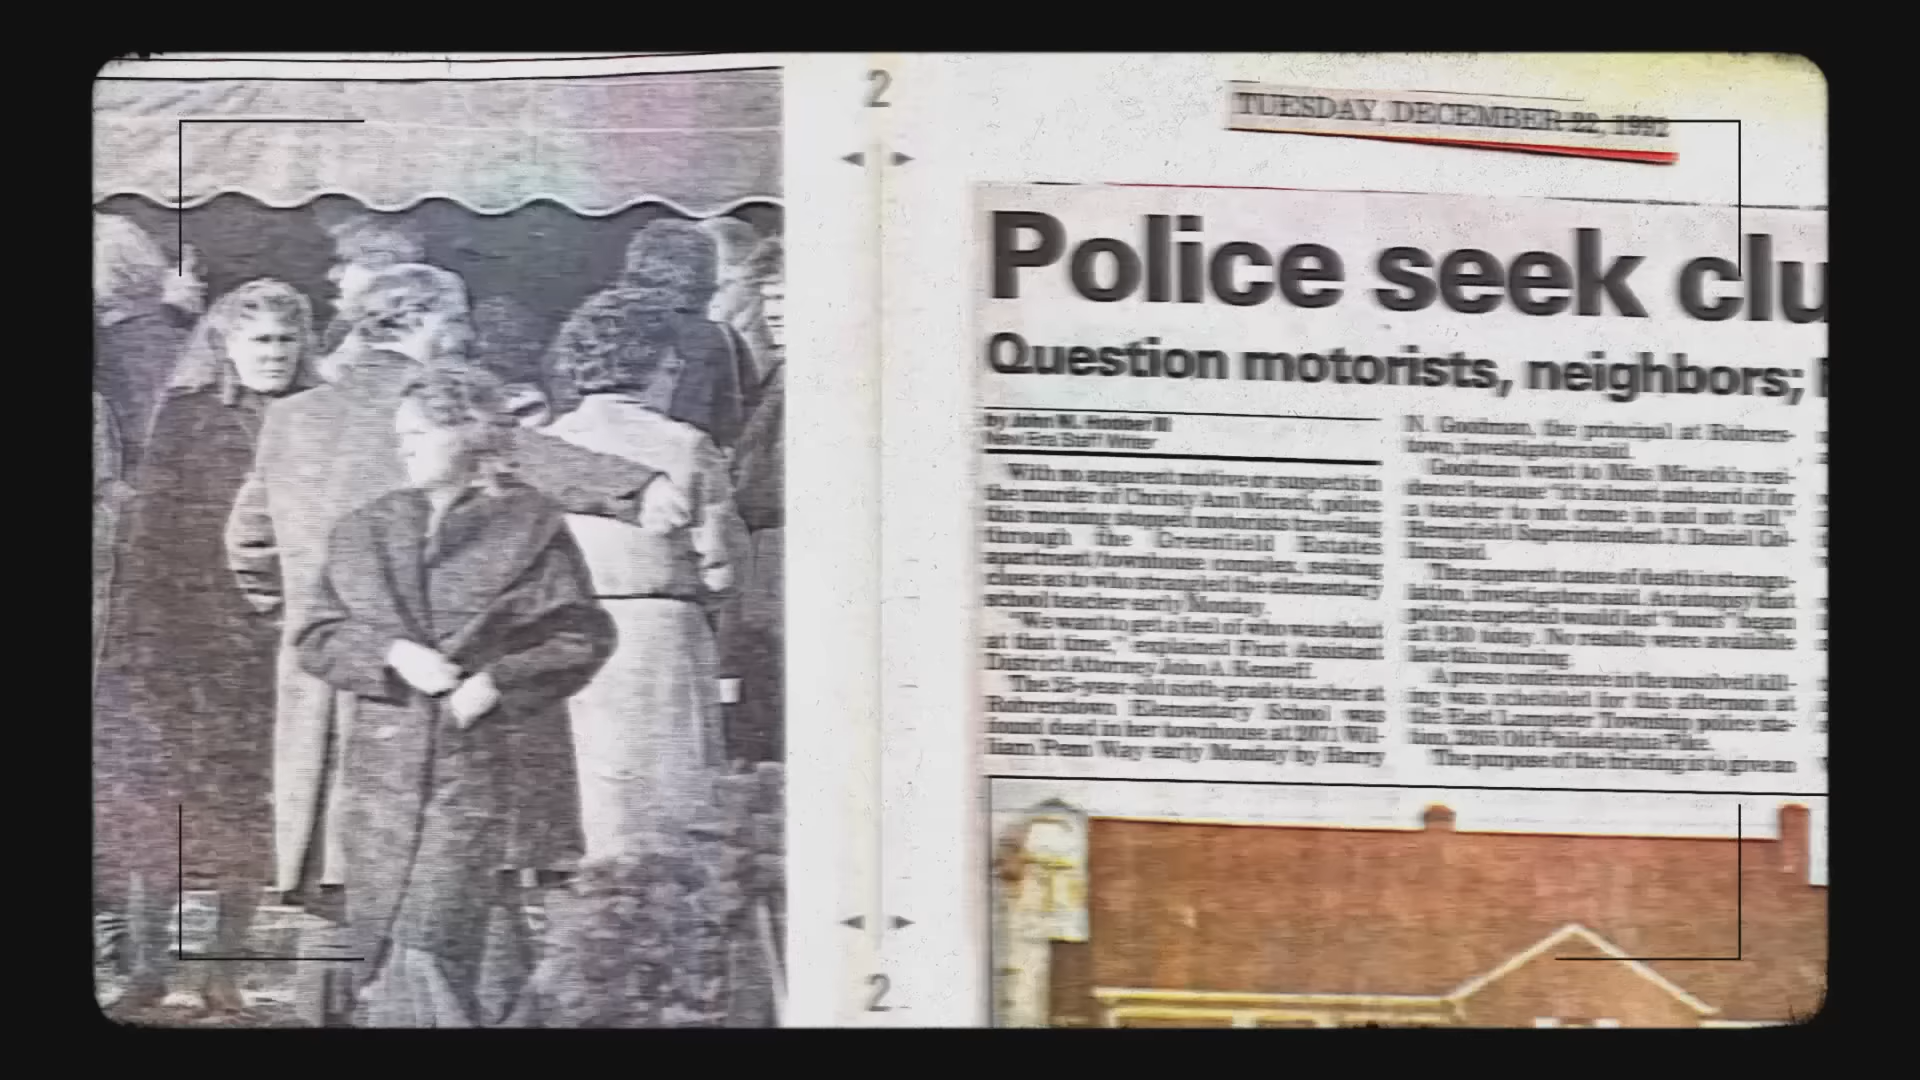 2
TUESDAY, DECEMBER 22, 1992
Police seek clu
Question motorists, neighbors;
by John W. Hoober III
New Era Staff Writer
With no apparent motive or suspects in
the murder of Christy Ann Mirack, police
this morning stopped motorists traveling
through the Greenfield Estates
apartment/townhouse complex, seeking
clues as to who strangled the elementary
school teacher early Monday.
"We want to get a feel of who was about
at that time," explained First Assistant
District Attorney John A. Kenneff.
The 25-year-old sixth-grade teacher at
Rohrerstown Elementary School was
found dead in her townhouse at 2071 Wil-
liam Penn Way early Monday by Harry
N. Goodman, the principal at Rohrers-
town, investigators said.
Goodman went to Miss Mirack's resi-
dence because "it's almost unheard of for
a teacher to not come in and not call,"
Hempfield Superintendent J. Daniel Col-
lins said.
The apparent cause of death is strangu-
lation, investigators said. An autopsy that
police expected would last "hours" began
at 9:30 today. No results were available
late this morning.
A press conference in the unsolved kill-
ing was scheduled for this afternoon at
the East Lampeter Township police sta-
tion, 2205 Old Philadelphia Pike.
The purpose of the briefing is to give an
2